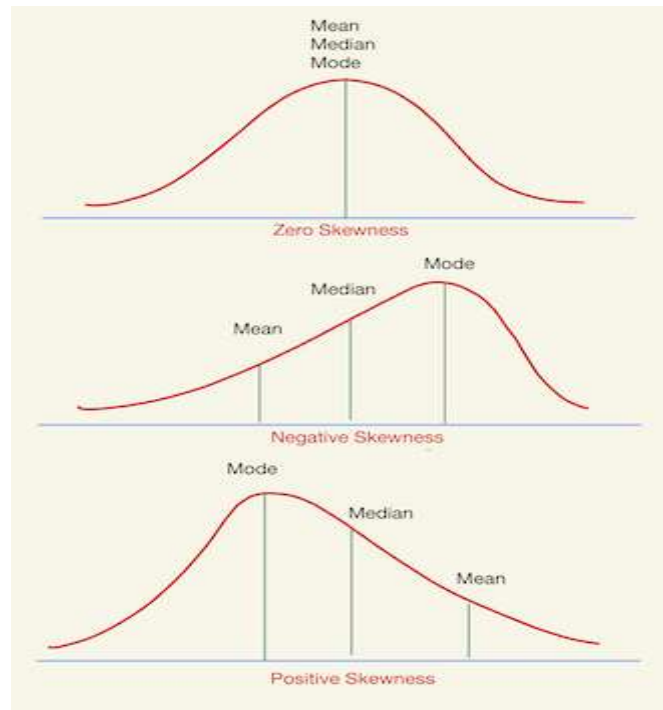 Mean
Median
Mode
Zero Skewness
Mode
Median
Mean
Negative Skewness
Mode
Median
Mean
Positive Skewness